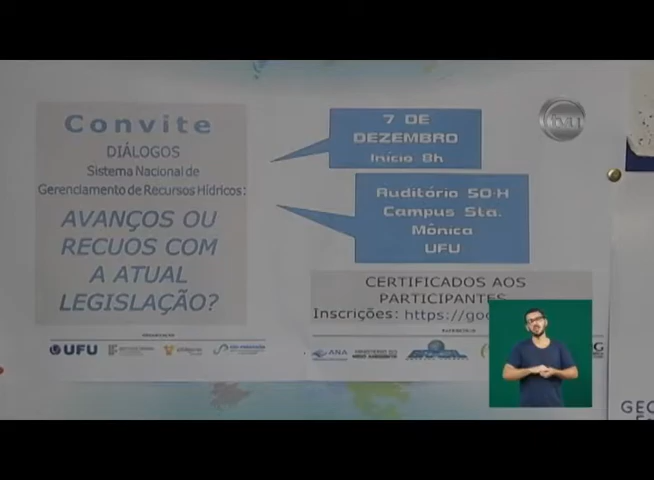 Convite
DIÁLOGOS
Sistema Nacional de
Gerenciamento de Recursos Hídricos:
AVANÇOS OU
RECUOS COM
A ATUAL
LEGISLAÇÃO?
7 DE
DEZEMBRO
Início 8h
Auditório 5O-H
Campus Sta.
Mônica
UFU
CERTIFICADOS AOS
PARTICIPANTES
Inscrições: https://goo
UFU
ANA